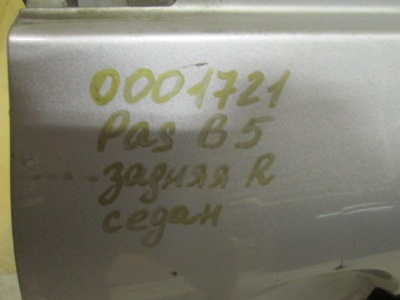 0001721
Pas B5
задняя R
седан